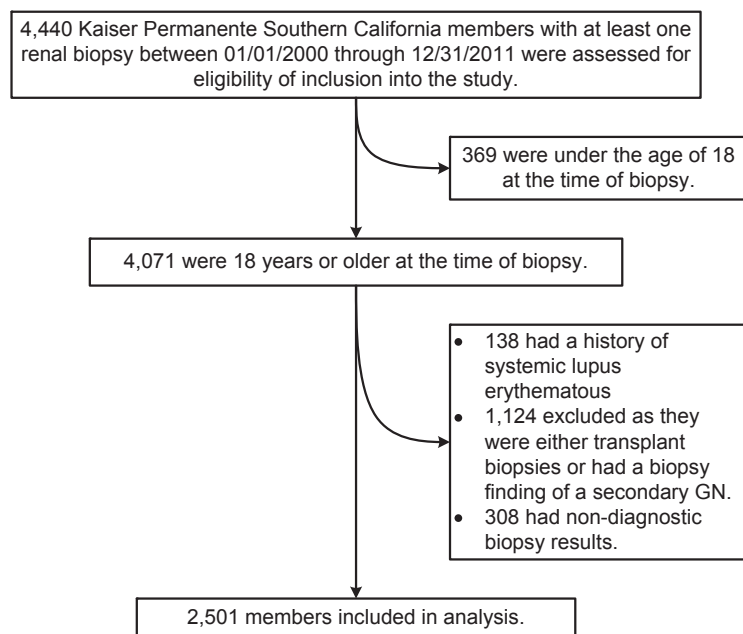 4,440 Kaiser Permanente Southern California members with at least one
renal biopsy between 01/01/2000 through 12/31/2011 were assessed for
eligibility of inclusion into the study.
369 were under the age of 18
at the time of biopsy.
4,071 were 18 years or older at the time of biopsy.
• 138 had a history of
systemic lupus
erythematous
• 1,124 excluded as they
were either transplant
biopsies or had a biopsy
finding of a secondary GN.
• 308 had non-diagnostic
biopsy results.
2,501 members included in analysis.